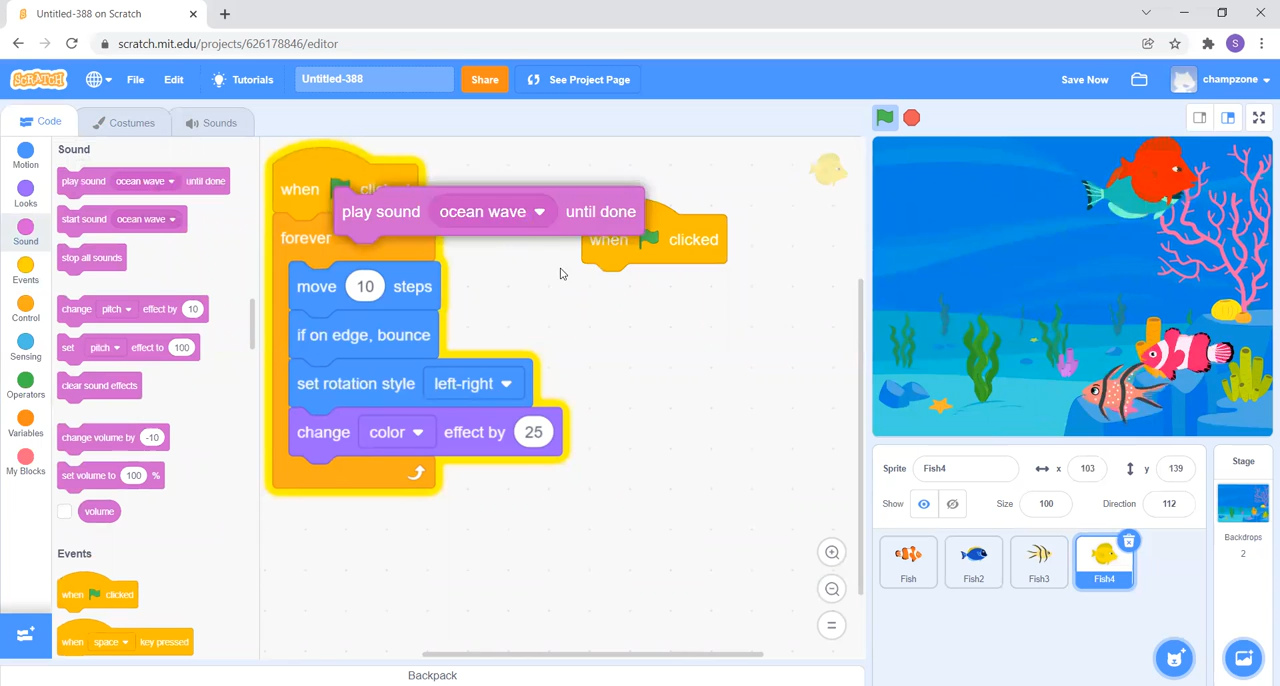 Untitled-388 on Scratch
scratch.mit.edu/projects/626178846/editor
S
SCRATCH
File
Edit
Tutorials
Untitled-388
Share
See Project Page
Save Now
champzone
Code
Costumes
Sounds
Motion
Looks
Sound
Events
Control
Sensing
Operators
Variables
My Blocks
Sound
play sound ocean wave until done
start sound ocean wave
stop all sounds
change pitch effect by 10
set pitch effect to 100
clear sound effects
change volume by -10
set volume to 100 %
volume
Events
when clicked
when space key pressed
when clicked
play sound ocean wave until done
when clicked
forever
move 10 steps
if on edge, bounce
set rotation style left-right
change color effect by 25
Sprite Fish4 x 103 y 139
Show Size 100 Direction 112
Fish
Fish2
Fish3
Fish4
Stage
Backdrops
2
Backpack